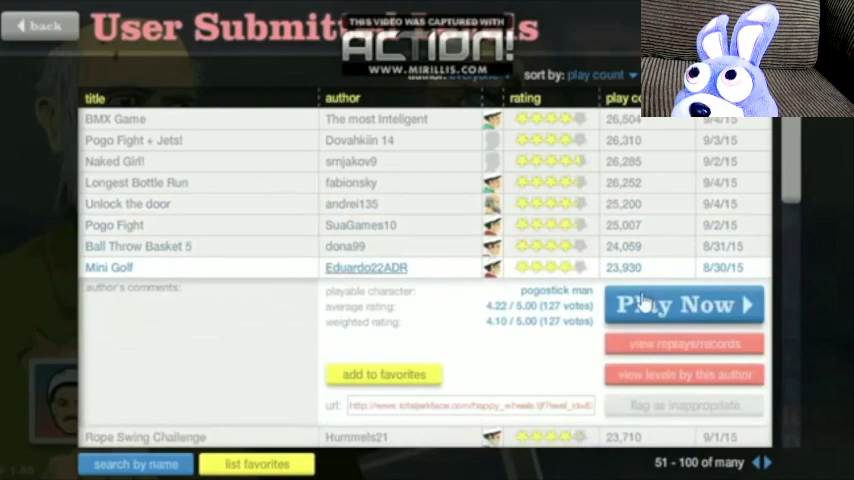 back
User Submitt
s
THIS VIDEO WAS CAPTURED WITH
ACTION!
WWW.MIRILLIS.COM
sort by: play count
title author rating play co
BMX Game The most Inteligent 26,504 9/4/15
Pogo Fight + Jets! Dovahkiin 14 26,310 9/3/15
Naked Girl! srnjakov9 26,285 9/2/15
Longest Bottle Run fabionsky 26,252 9/4/15
Unlock the door andrei135 25,200 9/4/15
Pogo Fight SuaGames10 25,007 9/2/15
Ball Throw Basket 5 dona99 24,059 8/31/15
Mini Golf Eduardo22ADR 23,930 8/30/15
author's comments:
playable character: pogostick man
average rating: 4.22 / 5.00 (127 votes)
weighted rating: 4.10 / 5.00 (127 votes)
Play Now
view replays/records
view levels by this author
flag as inappropriate
add to favorites
url:
Rope Swing Challenge Hummels21 23,710 9/1/15
search by name list favorites 51 - 100 of many